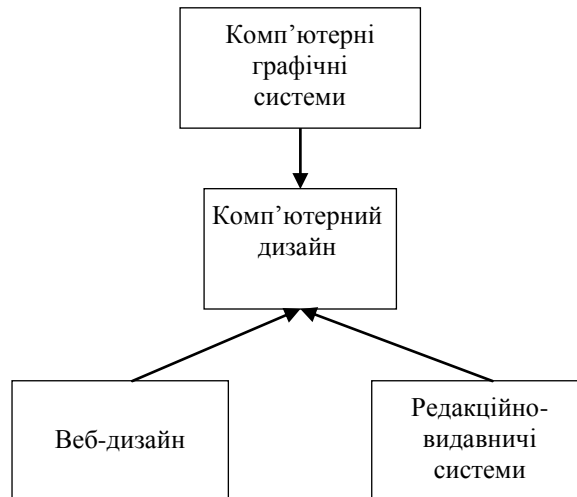 Комп’ютерні
графічні
системи
Комп’ютерний
дизайн
Веб-дизайн
Редакційно-
видавничі
системи